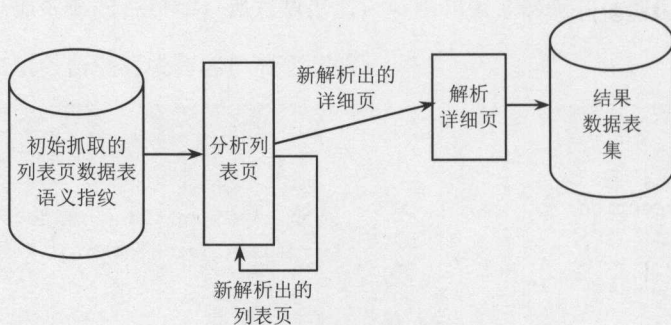 初始抓取的
列表页数据表
语义指纹
分析列
表页
新解析出的
详细页
解析
详细页
结果
数据表
集
新解析出的
列表页